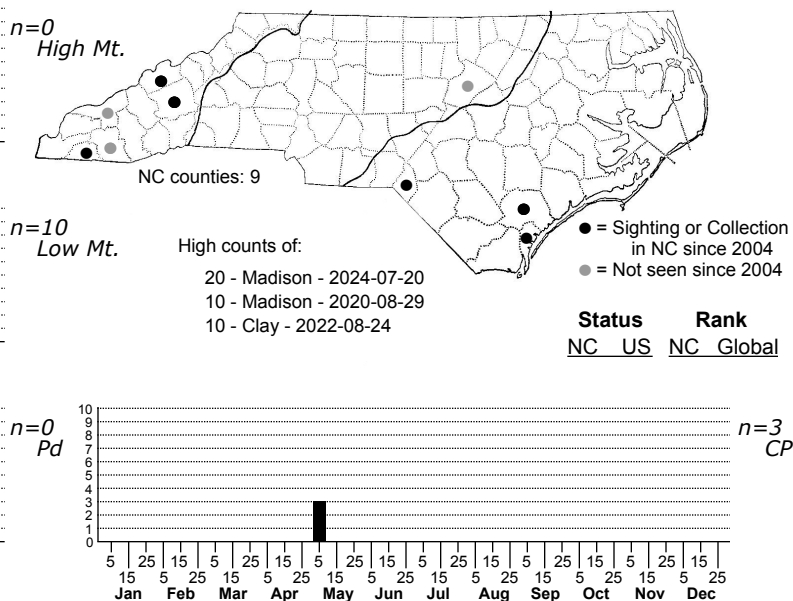 n=0
High Mt.
NC counties: 9
n=10
Low Mt.
High counts of:
20 - Madison - 2024-07-20
10 - Madison - 2020-08-29
10 - Clay - 2022-08-24
● = Sighting or Collection
in NC since 2004
● = Not seen since 2004
Status Rank
NC US NC Global
n=0
Pd
10
9
8
7
6
5
4
3
2
1
0
n=3
CP
5 25 15 5 25 15 5 25 15 5 25 15 5 25 15 5 25 15
15 5 25 15 5 25 15 5 25 15 5 25 15 5 25 15 5 25
Jan Feb Mar Apr May Jun Jul Aug Sep Oct Nov Dec